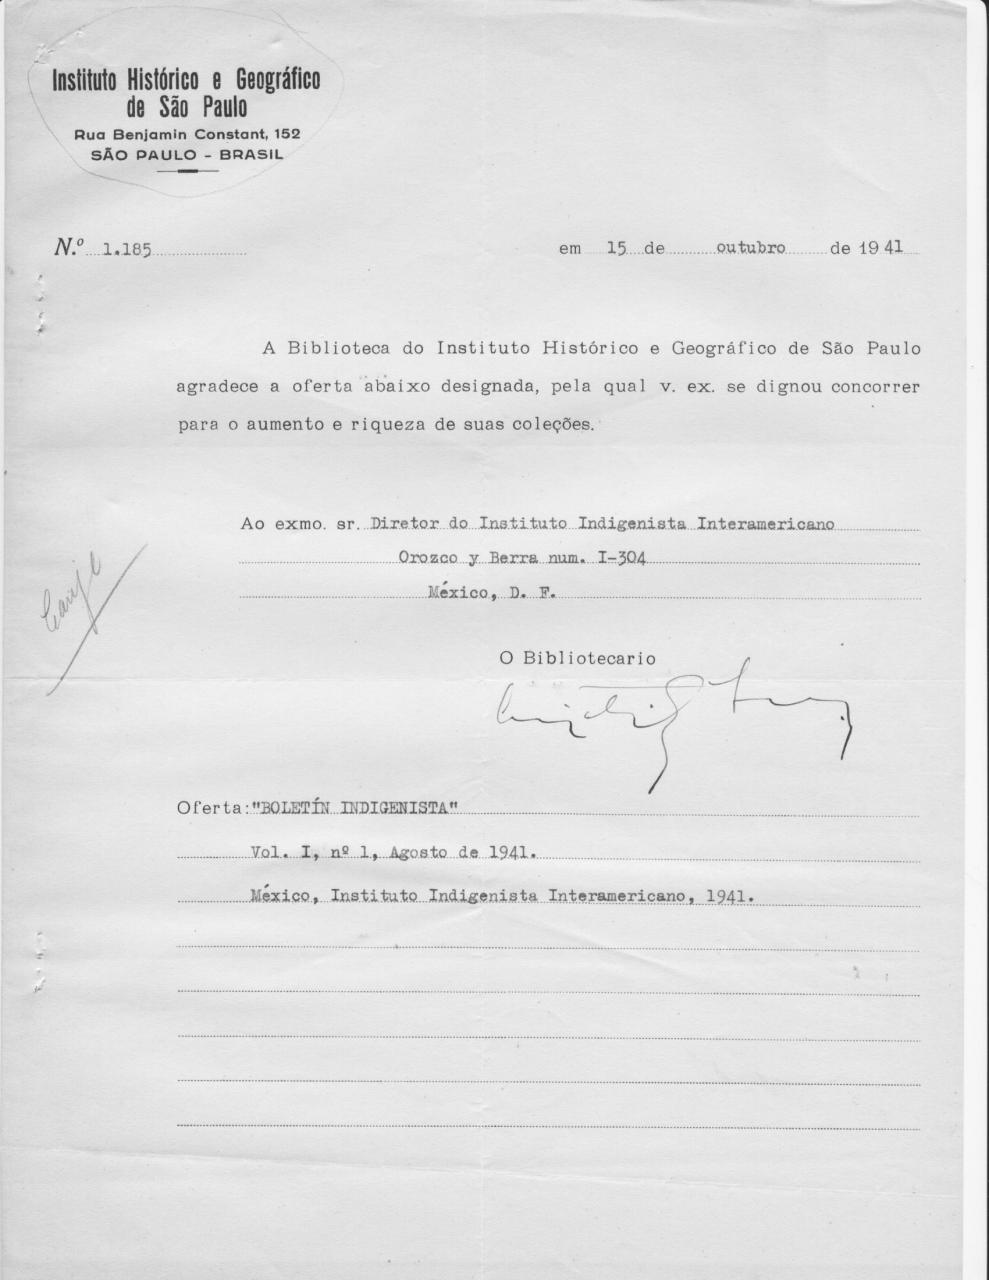 Instituto Histórico e Geográfico
de São Paulo
Rua Benjamin Constant, 152
SÃO PAULO - BRASIL
N.º 1.185 em 15 de outubro de 1941
A Biblioteca do Instituto Histórico e Geográfico de São Paulo
agradece a oferta abaixo designada, pela qual v. ex. se dignou concorrer
para o aumento e riqueza de suas coleções.
Ao exmo. sr. Diretor do Instituto Indigenista Interamericano
Orozco y Berra num. I-304
México, D. F.
O Bibliotecario
Oferta: "BOLETÍN INDIGENISTA"
Vol. I, nº 1, Agosto de 1941.
México, Instituto Indigenista Interamericano, 1941.